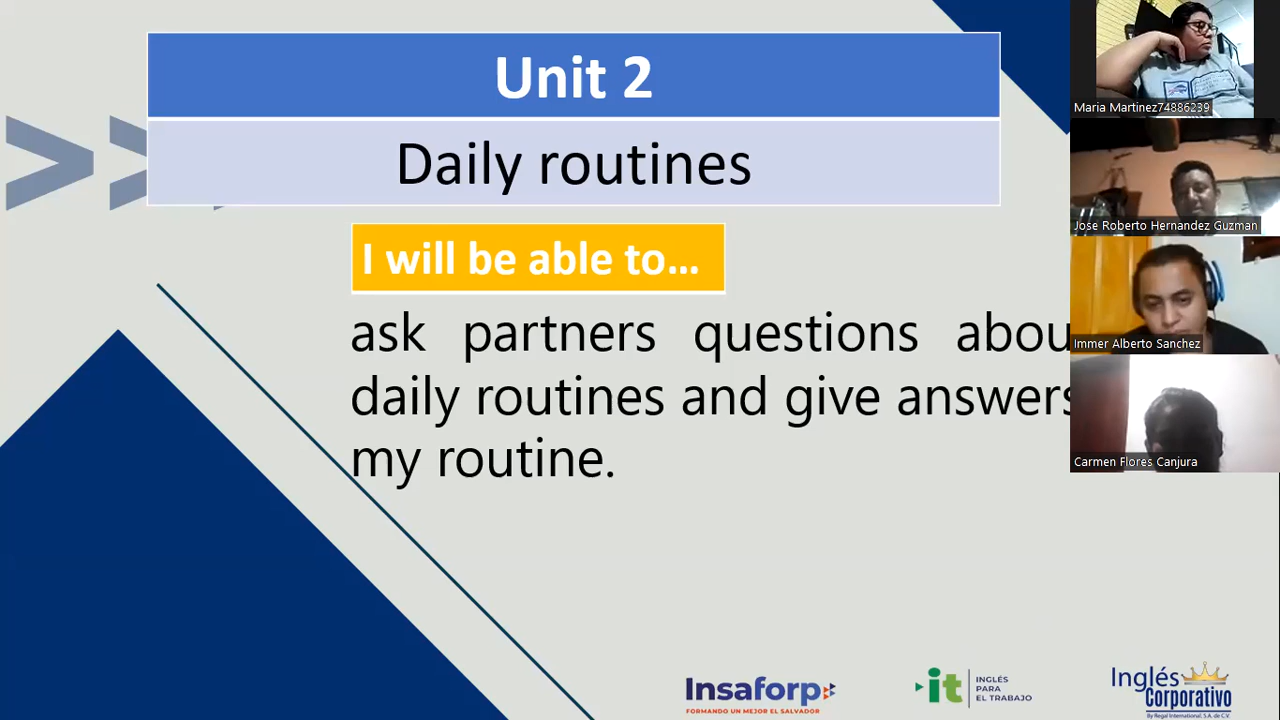 Unit 2
Daily routines
I will be able to...
ask partners questions abou
daily routines and give answers
my routine.
Maria Martinez74886239
Jose Roberto Hernandez Guzman
Immer Alberto Sanchez
Carmen Flores Canjura
Insaforp
FORMANDO UN MEJOR EL SALVADOR
it
INGLÉS
PARA
EL TRABAJO
Inglés
Corporativo
By Regal International, S.A. de C.V.